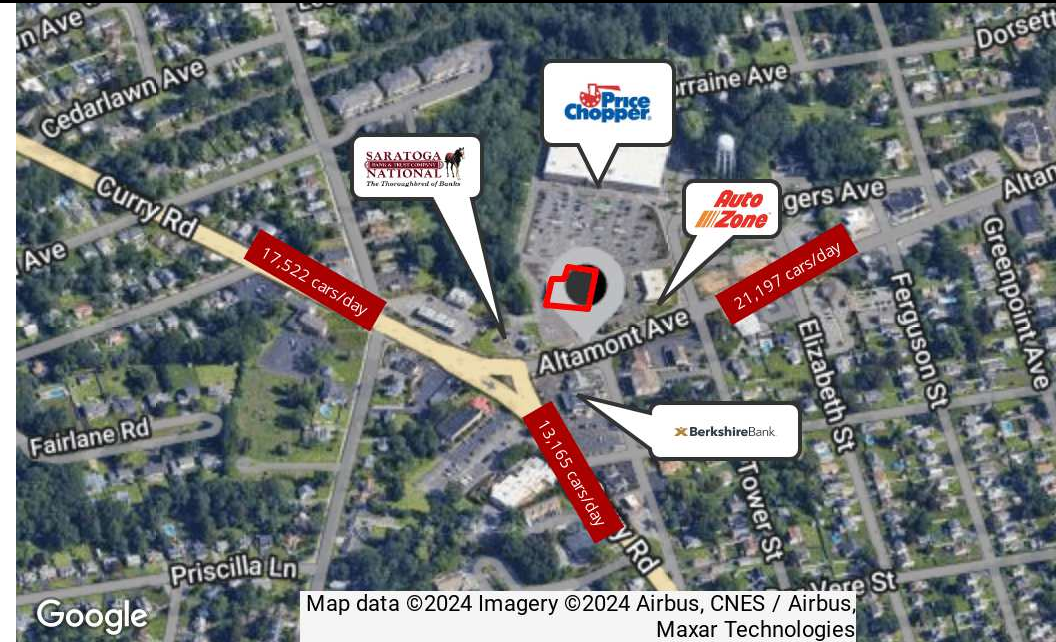 n Ave
Dorsett
Cedarlawn Ave
Price
Chopper
rraine Ave
SARATOGA
BANK & TRUST COMPANY
NATIONAL
The Thoroughbred of Banks
Auto
Zone
gers Ave
Altam
Curry Rd
Ave
17,522 cars/day
21,197 cars/day
Greenpoint Ave
Ferguson St
Elizabeth St
Altamont Ave
Fairlane Rd
BerkshireBank
13,165 cars/day
Tower St
y Rd
Priscilla Ln
Vere St
Google
Map data ©2024 Imagery ©2024 Airbus, CNES / Airbus,
Maxar Technologies